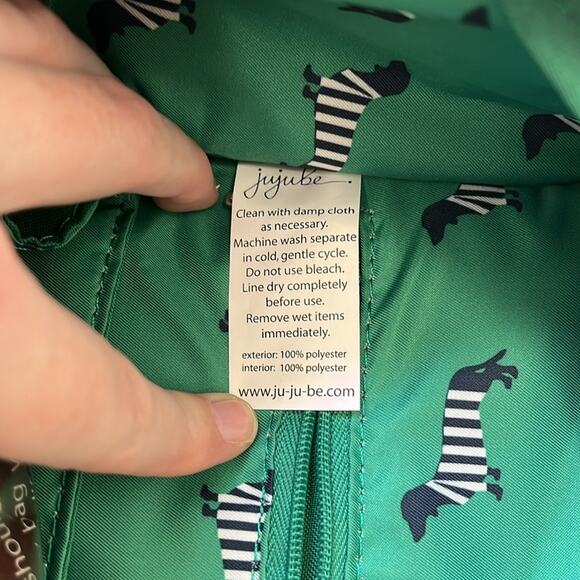 jujube.
Clean with damp cloth
as necessary.
Machine wash separate
in cold, gentle cycle.
Do not use bleach.
Line dry completely
before use.
Remove wet items
immediately.
exterior: 100% polyester
interior: 100% polyester
www.ju-ju-be.com
bag